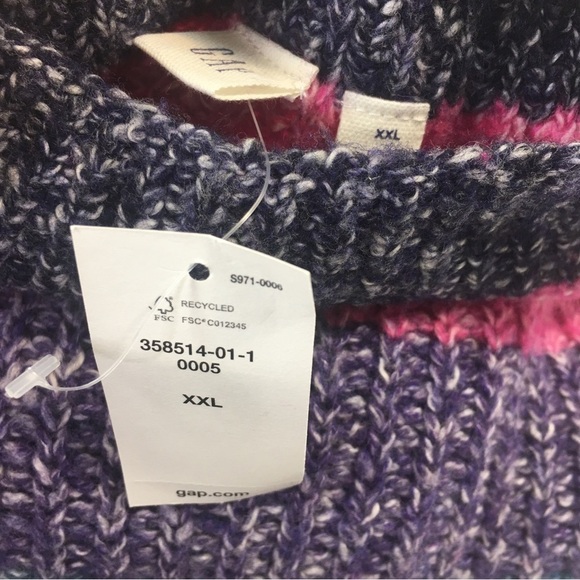 GAP
XXL
S971-0006
RECYCLED
FSC FSC® C012345
358514-01-1
0005
XXL
gap.com